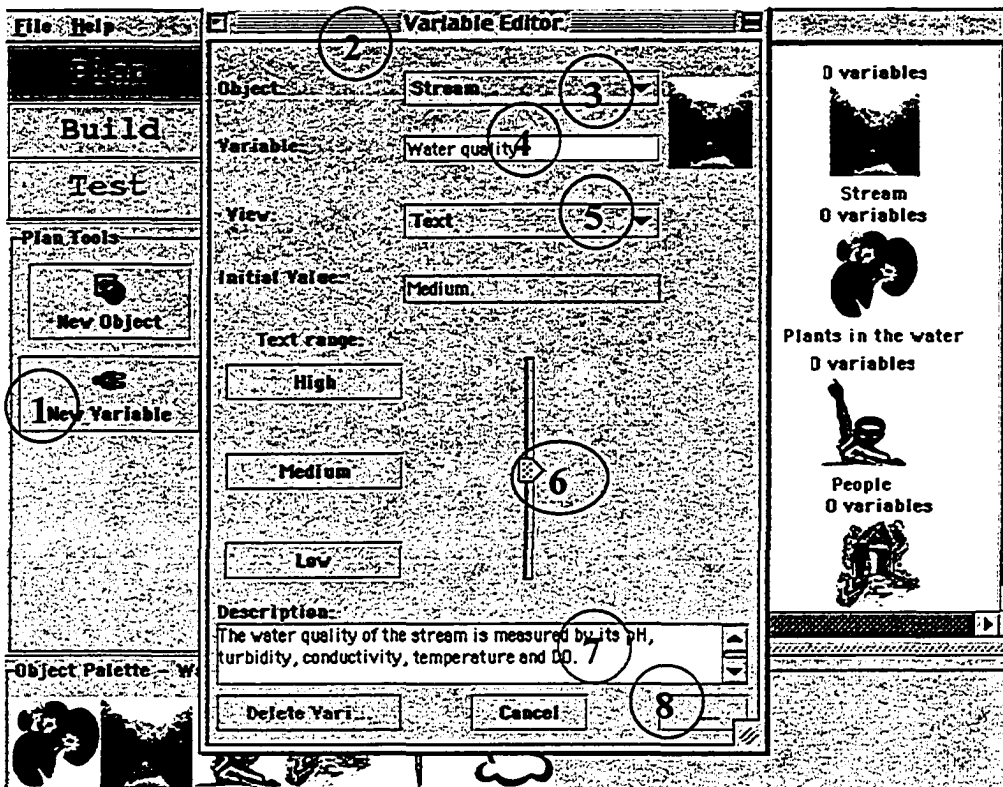 File Help
Plan
Build
Test
Plan Tools
New Object
1 New Variable
Variable Editor
2
Object:
Stream
3
Variable:
Water quality
4
View:
Text
5
Initial Value:
Medium
Text range:
High
Medium
Low
6
Description:
The water quality of the stream is measured by its pH,
turbidity, conductivity, temperature and DO.
7
Delete Vari...
Cancel
8
0 variables
Stream
0 variables
Plants in the water
0 variables
People
0 variables
Object Palette - W